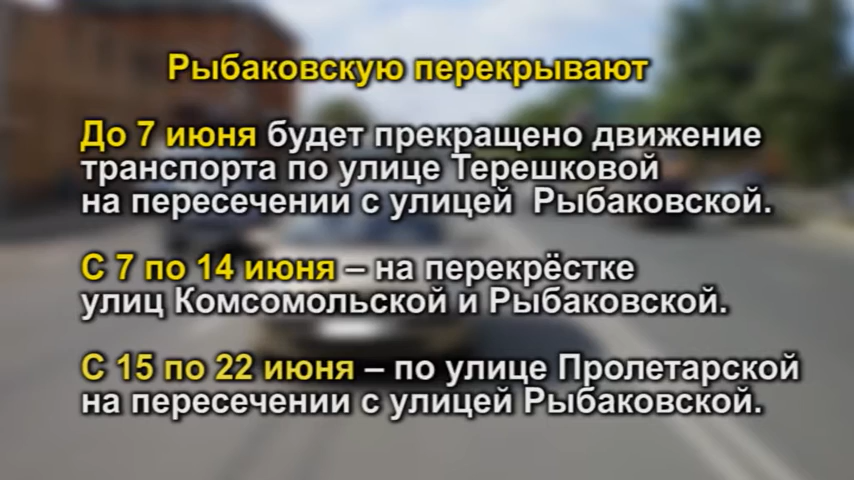 Рыбаковскую перекрывают
До 7 июня будет прекращено движение
транспорта по улице Терешковой
на пересечении с улицей Рыбаковской.
С 7 по 14 июня – на перекрёстке
улиц Комсомольской и Рыбаковской.
С 15 по 22 июня – по улице Пролетарской
на пересечении с улицей Рыбаковской.